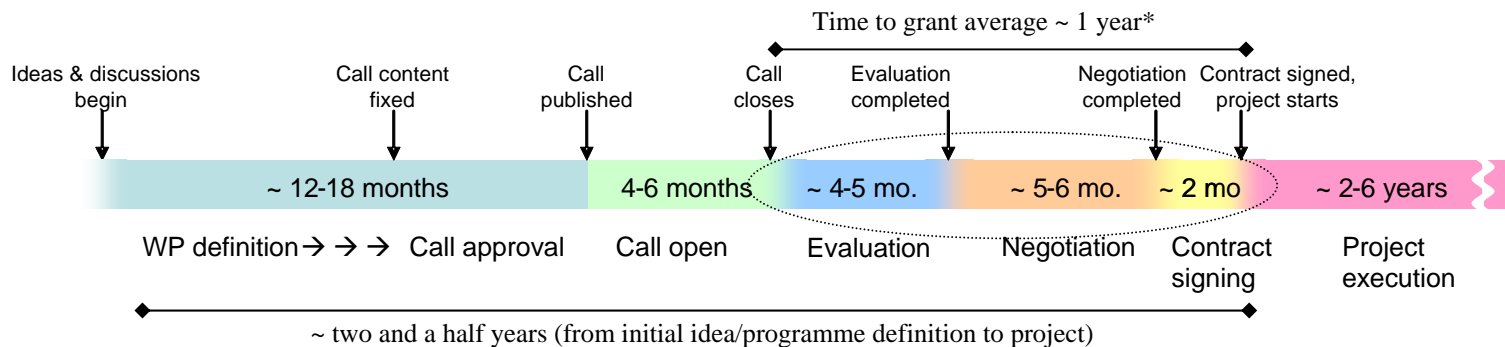 Time to grant average ~ 1 year*
Ideas & discussions
begin
Call content
fixed
Call
published
Call
closes
Evaluation
completed
Negotiation
completed
Contract signed,
project starts
~ 12-18 months
4-6 months
~ 4-5 mo.
~ 5-6 mo.
~ 2 mo
~ 2-6 years
WP definition → → → Call approval
Call open
Evaluation
Negotiation
Contract
signing
Project
execution
~ two and a half years (from initial idea/programme definition to project)